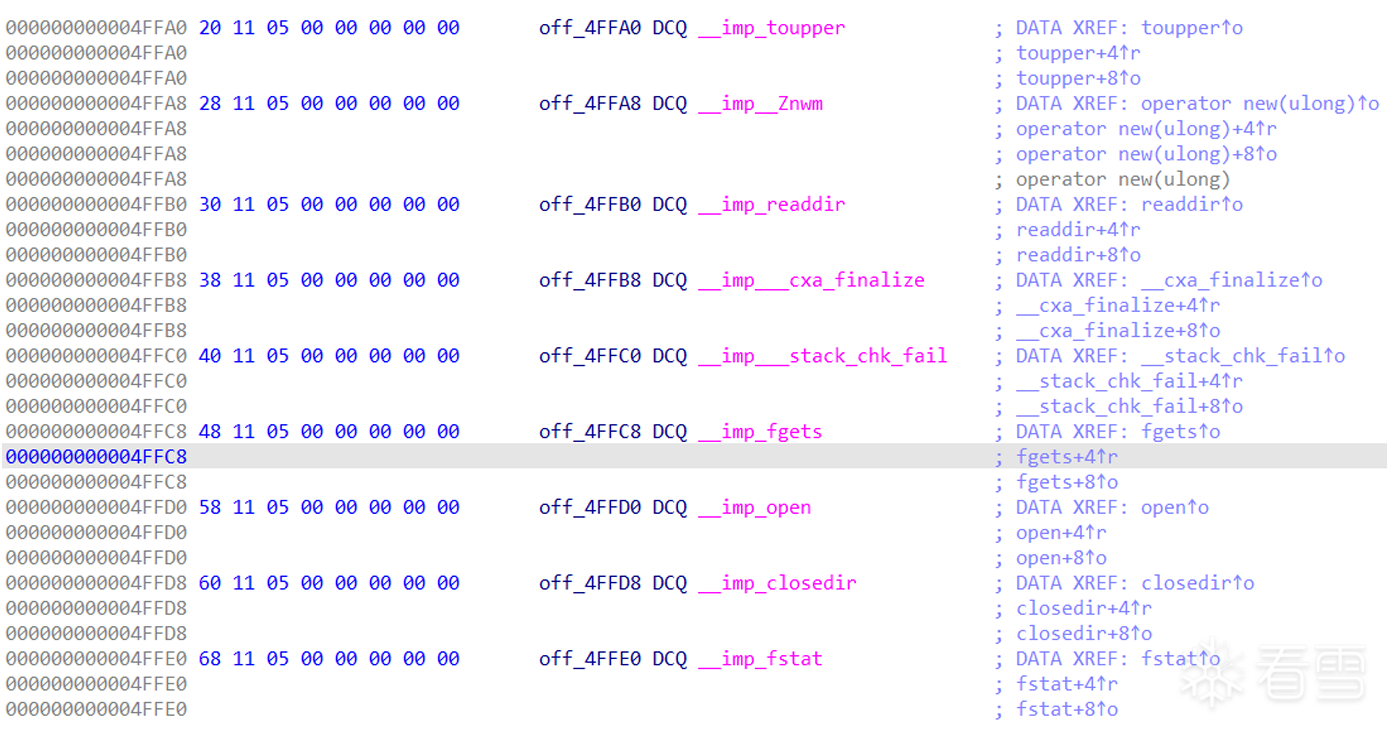 000000000004FFA0 20 11 05 00 00 00 00 00 off_4FFA0 DCQ __imp_toupper ; DATA XREF: toupper↑o
000000000004FFA0 ; toupper+4↑r
000000000004FFA0 ; toupper+8↑o
000000000004FFA8 28 11 05 00 00 00 00 00 off_4FFA8 DCQ __imp__Znwm ; DATA XREF: operator new(ulong)↑o
000000000004FFA8 ; operator new(ulong)+4↑r
000000000004FFA8 ; operator new(ulong)+8↑o
000000000004FFA8 ; operator new(ulong)
000000000004FFB0 30 11 05 00 00 00 00 00 off_4FFB0 DCQ __imp_readdir ; DATA XREF: readdir↑o
000000000004FFB0 ; readdir+4↑r
000000000004FFB0 ; readdir+8↑o
000000000004FFB8 38 11 05 00 00 00 00 00 off_4FFB8 DCQ __imp___cxa_finalize ; DATA XREF: __cxa_finalize↑o
000000000004FFB8 ; __cxa_finalize+4↑r
000000000004FFB8 ; __cxa_finalize+8↑o
000000000004FFC0 40 11 05 00 00 00 00 00 off_4FFC0 DCQ __imp___stack_chk_fail ; DATA XREF: __stack_chk_fail↑o
000000000004FFC0 ; __stack_chk_fail+4↑r
000000000004FFC0 ; __stack_chk_fail+8↑o
000000000004FFC8 48 11 05 00 00 00 00 00 off_4FFC8 DCQ __imp_fgets ; DATA XREF: fgets↑o
000000000004FFC8 ; fgets+4↑r
000000000004FFC8 ; fgets+8↑o
000000000004FFD0 58 11 05 00 00 00 00 00 off_4FFD0 DCQ __imp_open ; DATA XREF: open↑o
000000000004FFD0 ; open+4↑r
000000000004FFD0 ; open+8↑o
000000000004FFD8 60 11 05 00 00 00 00 00 off_4FFD8 DCQ __imp_closedir ; DATA XREF: closedir↑o
000000000004FFD8 ; closedir+4↑r
000000000004FFD8 ; closedir+8↑o
000000000004FFE0 68 11 05 00 00 00 00 00 off_4FFE0 DCQ __imp_fstat ; DATA XREF: fstat↑o
000000000004FFE0 ; fstat+4↑r
000000000004FFE0 ; fstat+8↑o
看雪